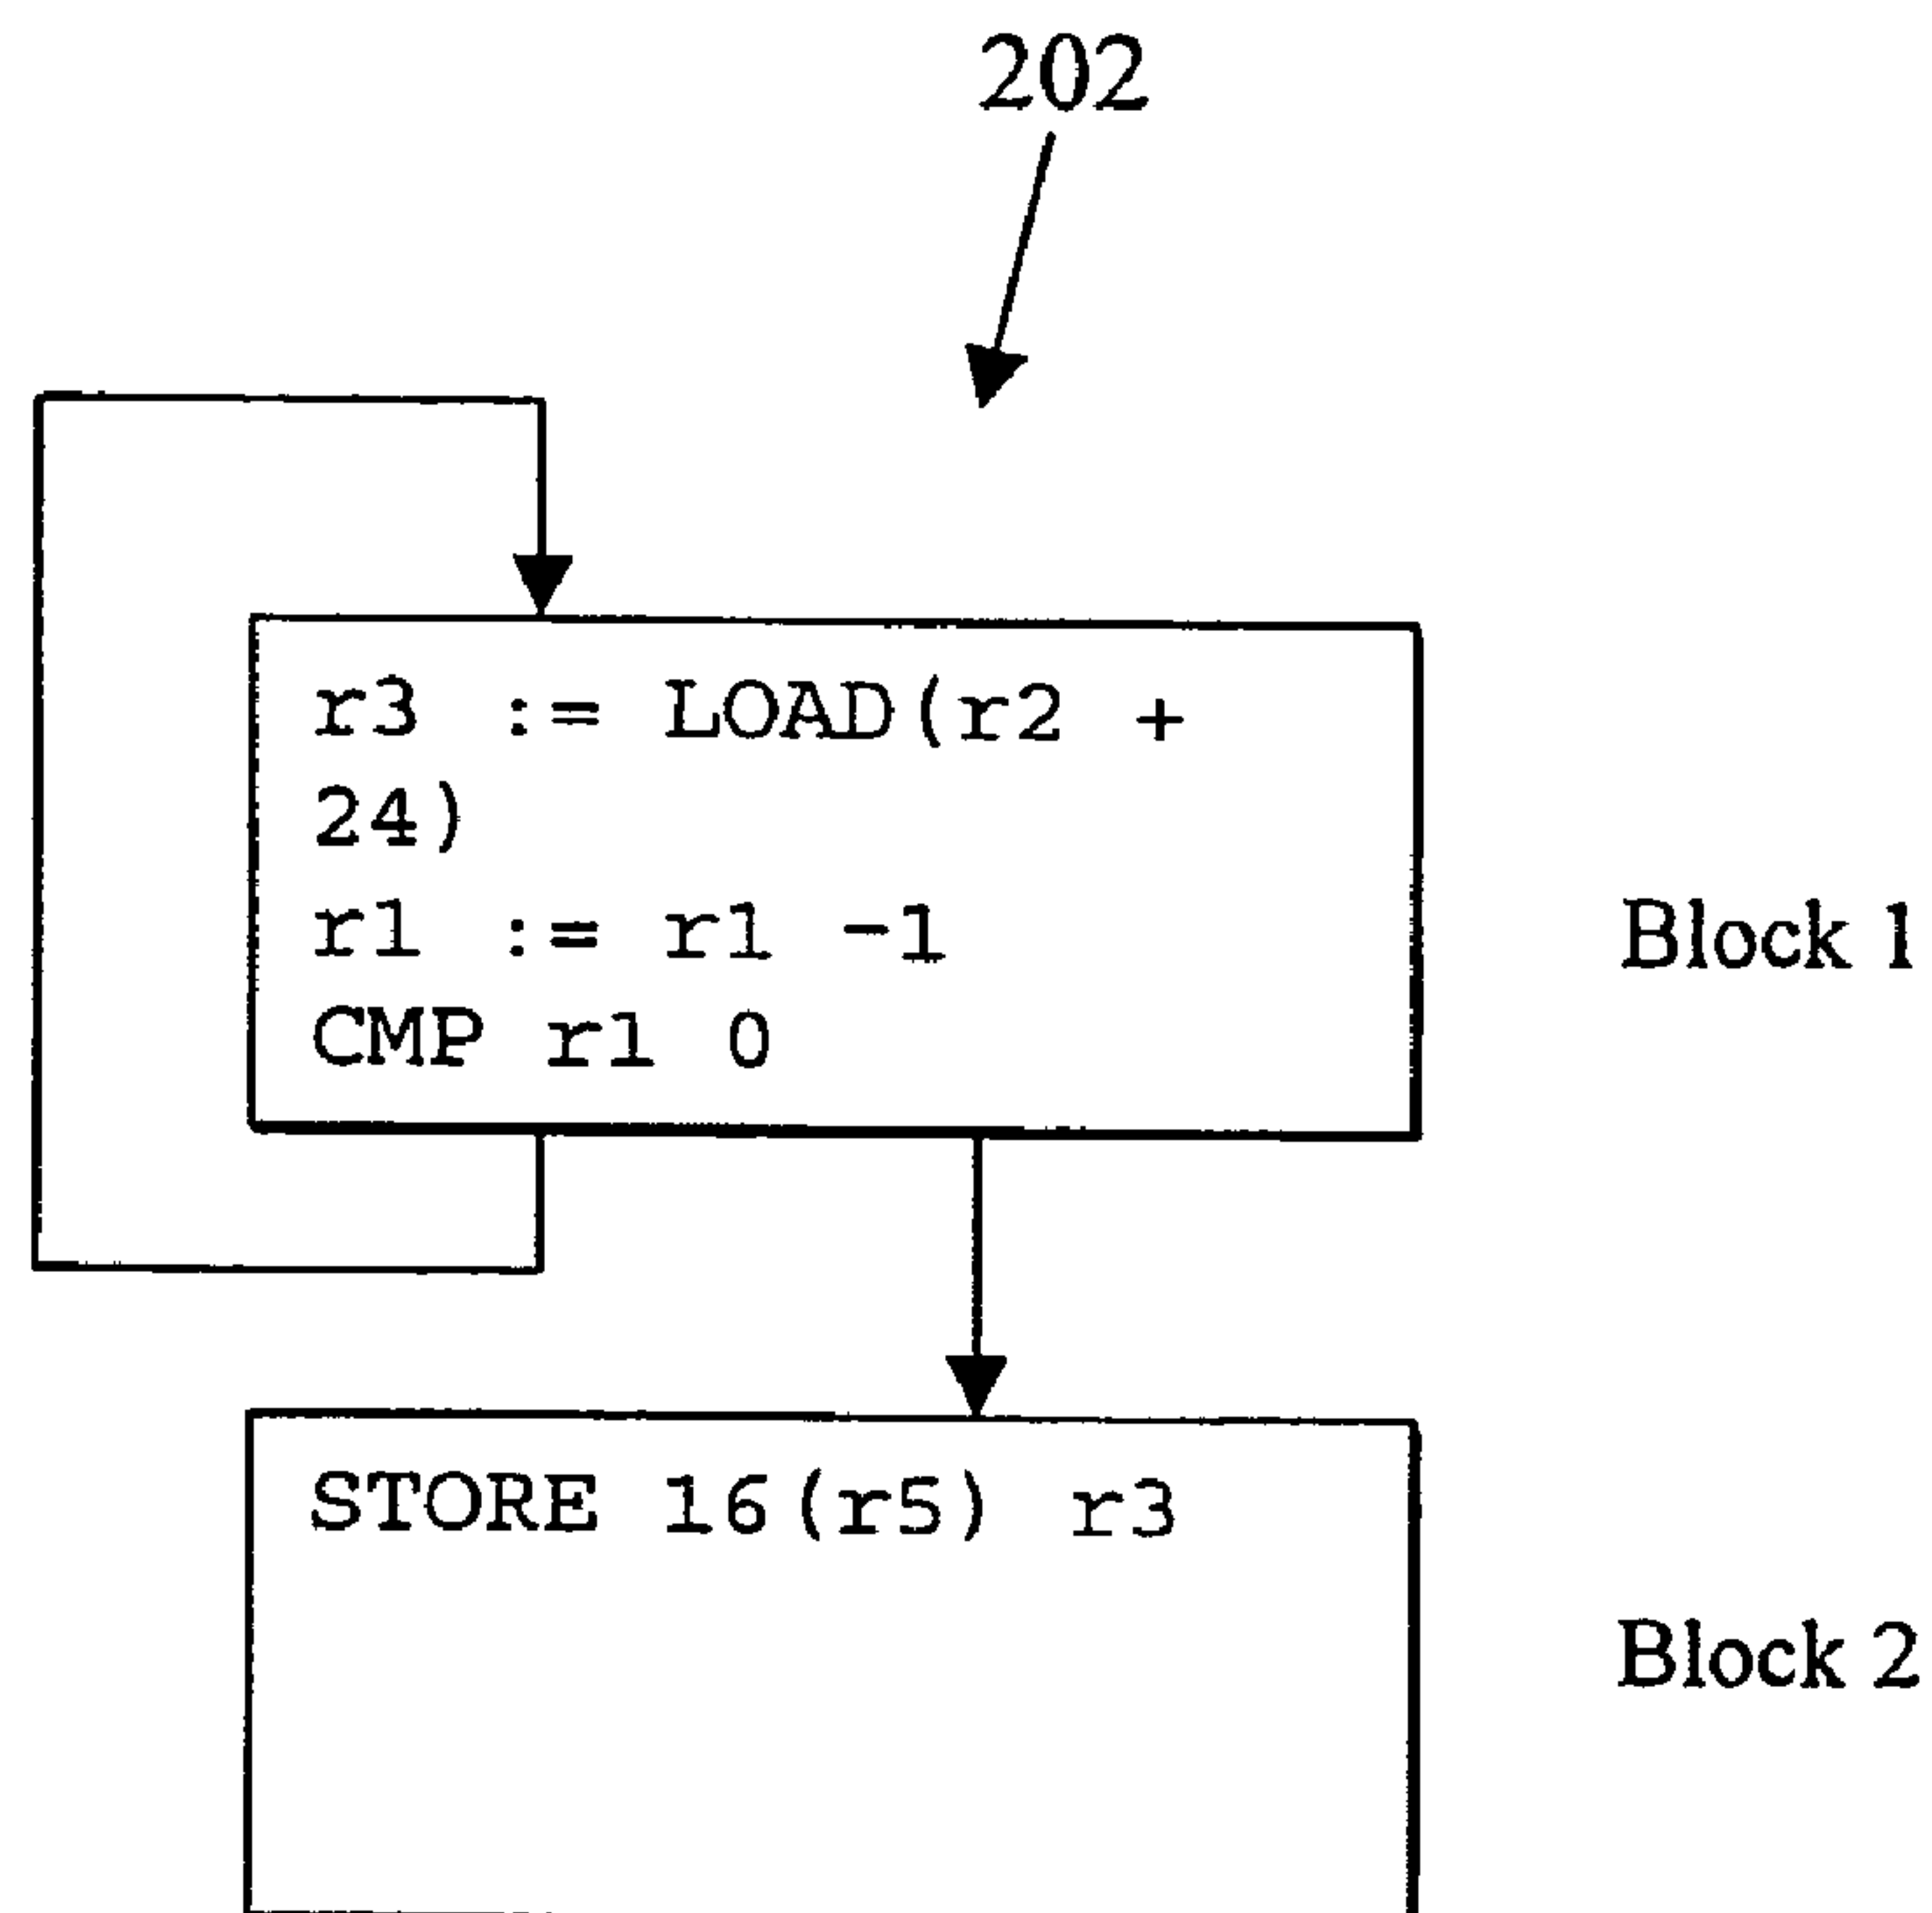 202
r3 := LOAD(r2 +
24)
r1 := r1 -1
CMP r1 0
Block 1
STORE 16(r5) r3
Block 2